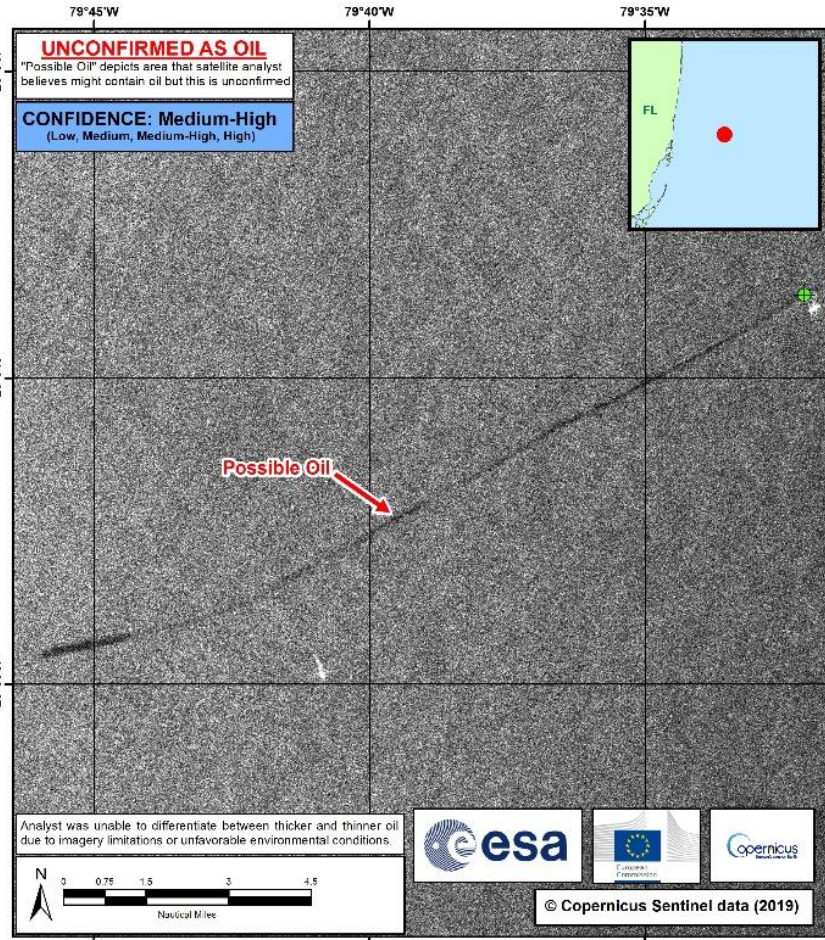 79°45'W 79°40'W 79°35'W
UNCONFIRMED AS OIL
"Possible Oil" depicts area that satellite analyst
believes might contain oil but this is unconfirmed
CONFIDENCE: Medium-High
(Low, Medium, Medium-High, High)
FL
Possible Oil
Analyst was unable to differentiate between thicker and thinner oil
due to imagery limitations or unfavorable environmental conditions.
N
0 0.75 1.5 3 4.5
Nautical Miles
esa
European
Commission
opernicus
© Copernicus Sentinel data (2019)